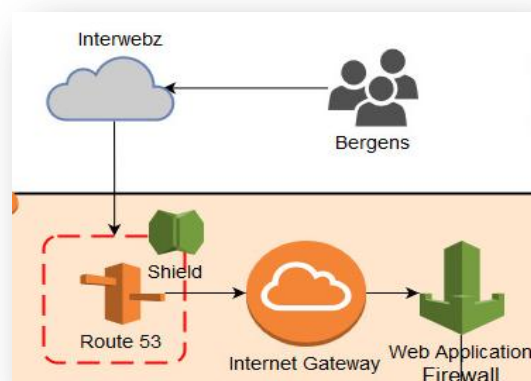 Interwebz
Bergens
Shield
Route 53
Internet Gateway
Web Application
Firewall